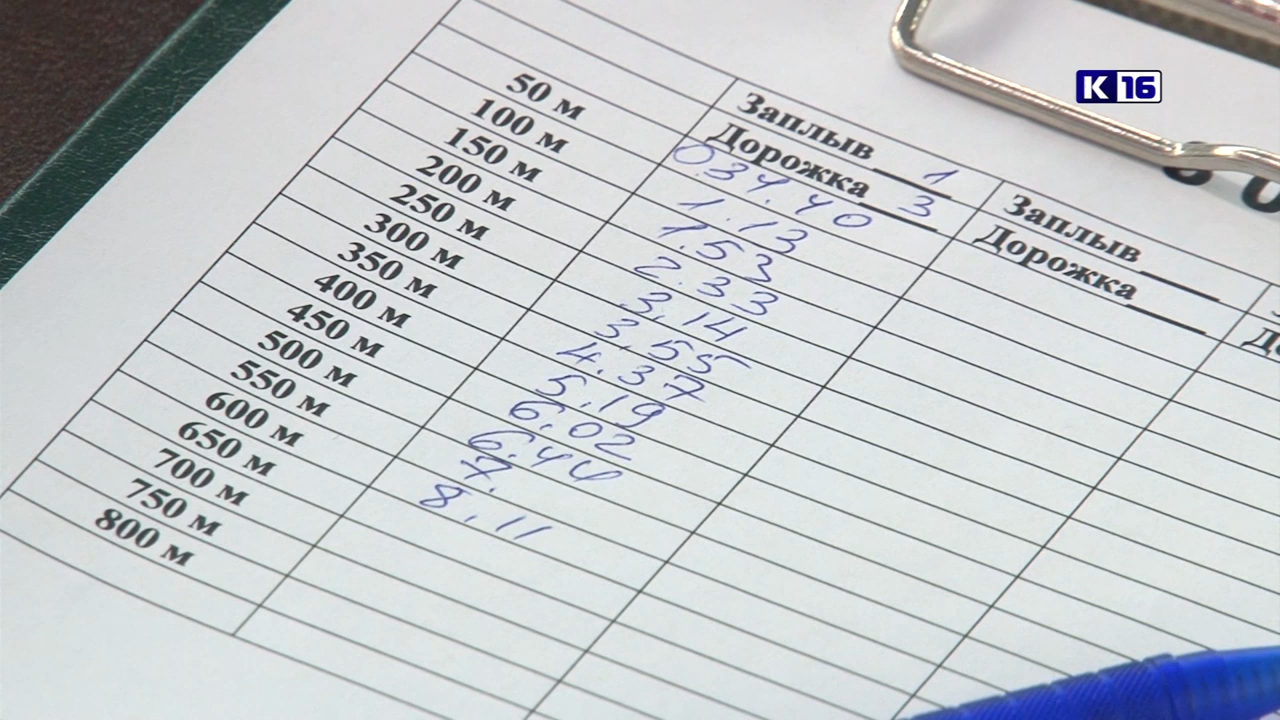 К 16
Заплыв 1 Заплыв
Дорожка 3 Дорожка
50 м 0.34.40
100 м 1.13
150 м 1.53
200 м 2.33
250 м 3.14
300 м 3.55
350 м 4.37
400 м 5.19
450 м 6.02
500 м 6.44
550 м 7.
600 м 8.11
650 м
700 м
750 м
800 м